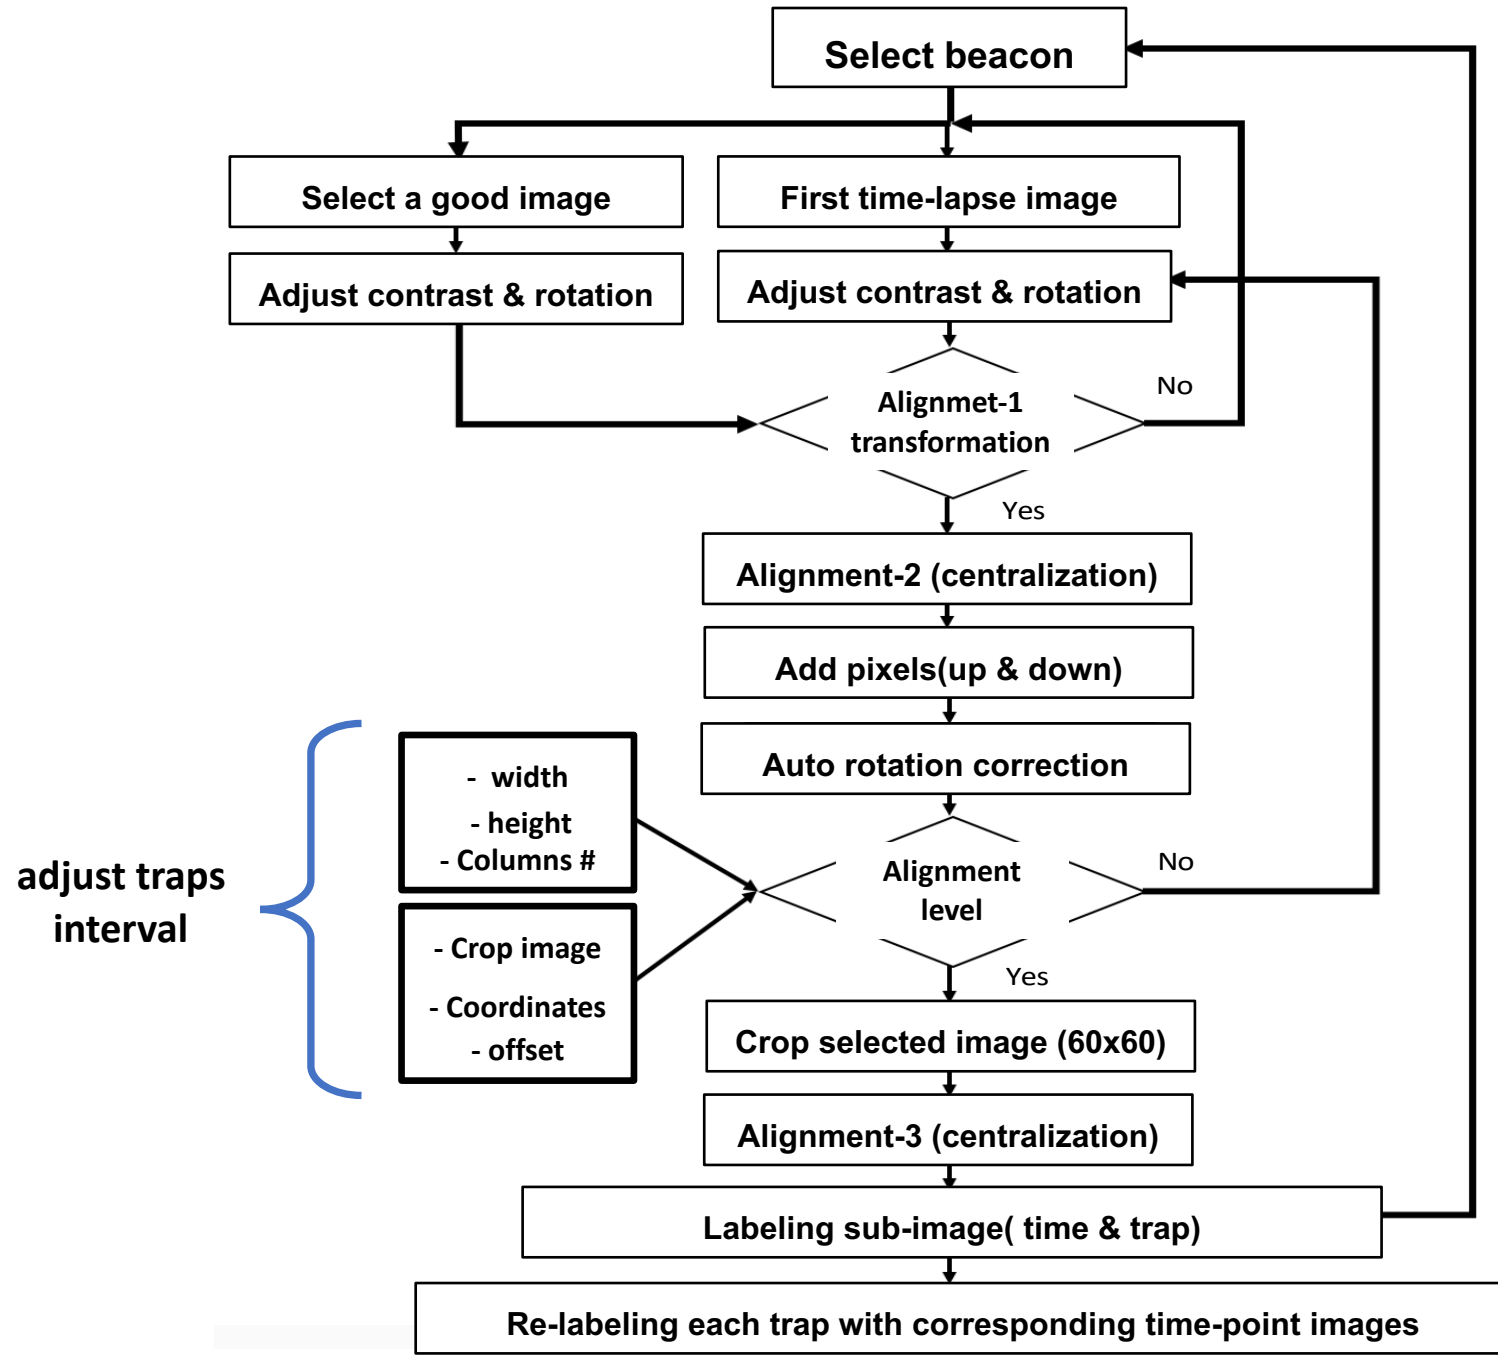 Select beacon
Select a good image
First time-lapse image
Adjust contrast & rotation
Adjust contrast & rotation
Alignmet-1
transformation
No
Yes
Alignment-2 (centralization)
Add pixels(up & down)
Auto rotation correction
adjust traps
interval
- width
- height
- Columns #
- Crop image
- Coordinates
- offset
Alignment
level
No
Yes
Crop selected image (60x60)
Alignment-3 (centralization)
Labeling sub-image( time & trap)
Re-labeling each trap with corresponding time-point images